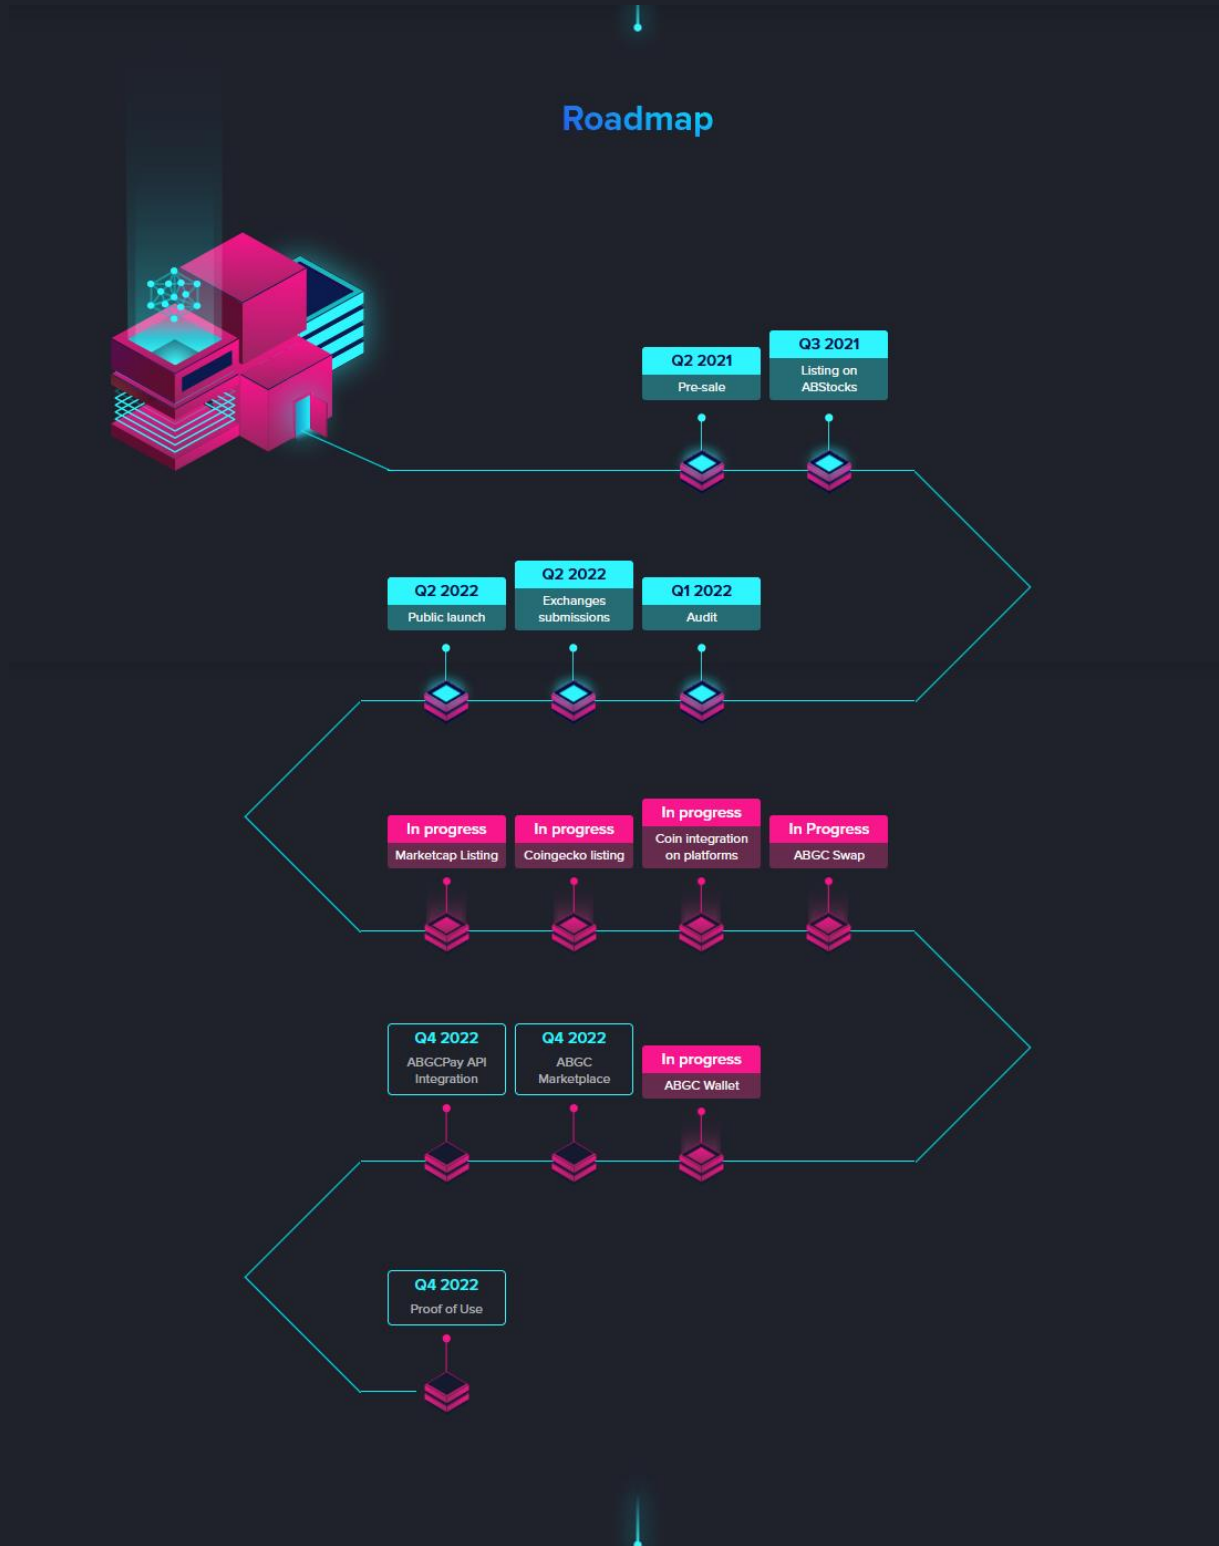 Roadmap
Q2 2021
Pre-sale
Q3 2021
Listing on
ABStocks
Q2 2022
Public launch
Q2 2022
Exchanges
submissions
Q1 2022
Audit
In progress
Marketcap Listing
In progress
Coingecko listing
In progress
Coin integration
on platforms
In Progress
ABGC Swap
Q4 2022
ABGCPay API
Integration
Q4 2022
ABGC
Marketplace
In progress
ABGC Wallet
Q4 2022
Proof of Use